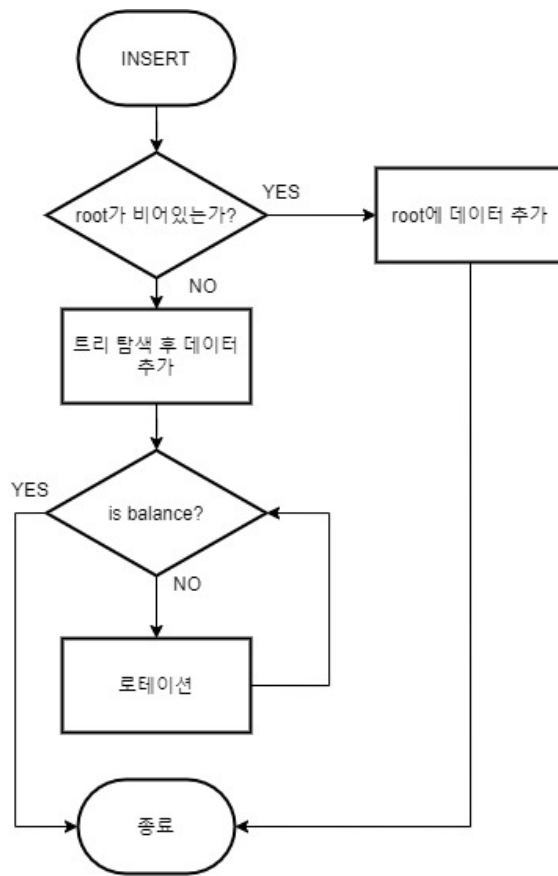 INSERT
root가 비어있는가?
YES
root에 데이터 추가
NO
트리 탐색 후 데이터
추가
YES
is balance?
NO
로테이션
종료